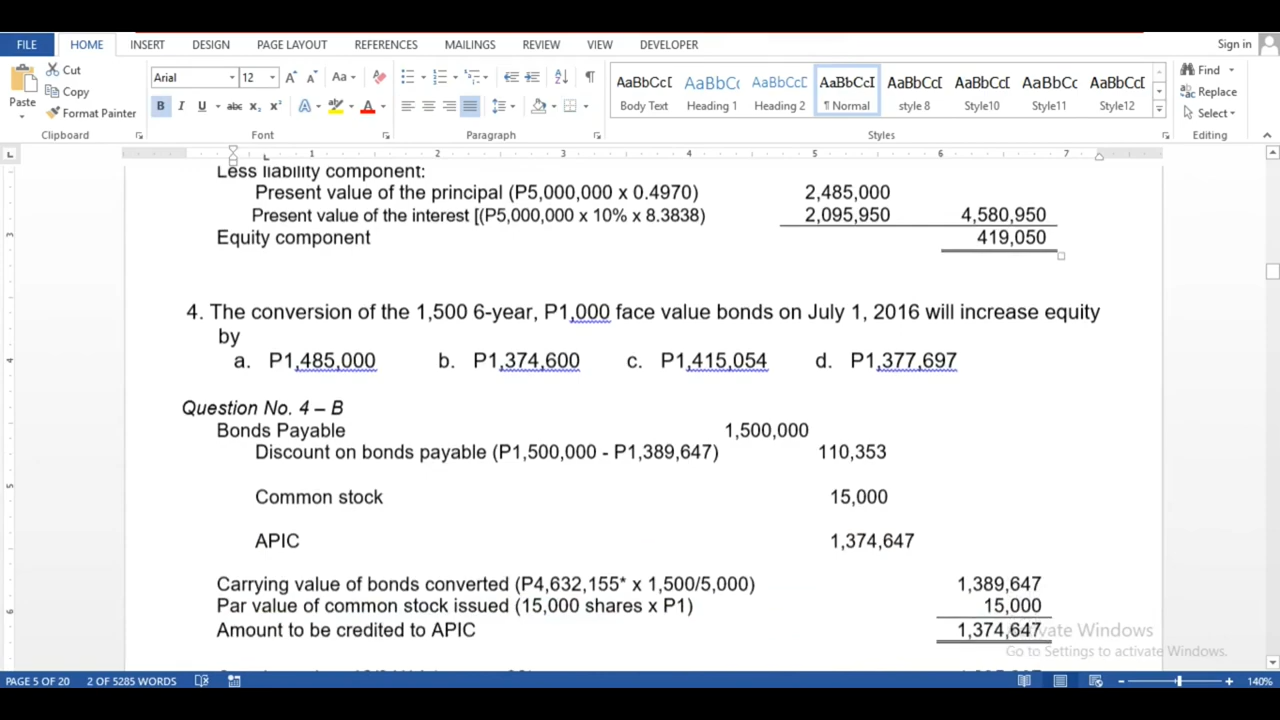 FILE HOME INSERT DESIGN PAGE LAYOUT REFERENCES MAILINGS REVIEW VIEW DEVELOPER Sign in
Cut
Copy
Paste
Format Painter
Clipboard
Arial 12
Font
Paragraph
AaBbCcI AaBbCc AaBbCcD AaBbCcI AaBbCcI AaBbCcI AaBbCcI AaBbCcI
Body Text Heading 1 Heading 2 ¶ Normal style 8 Style10 Style11 Style12
Styles
Find
Replace
Select
Editing
1 2 3 4 5 6 7
Less liability component:
Present value of the principal (P5,000,000 x 0.4970) 2,485,000
Present value of the interest [(P5,000,000 x 10% x 8.3838) 2,095,950 4,580,950
Equity component 419,050
4. The conversion of the 1,500 6-year, P1,000 face value bonds on July 1, 2016 will increase equity
by
a. P1,485,000 b. P1,374,600 c. P1,415,054 d. P1,377,697
Question No. 4 – B
Bonds Payable 1,500,000
Discount on bonds payable (P1,500,000 - P1,389,647) 110,353
Common stock 15,000
APIC 1,374,647
Carrying value of bonds converted (P4,632,155* x 1,500/5,000) 1,389,647
Par value of common stock issued (15,000 shares x P1) 15,000
Amount to be credited to APIC 1,374,647
Activate Windows
Go to Settings to activate Windows.
PAGE 5 OF 20 2 OF 5285 WORDS 140%